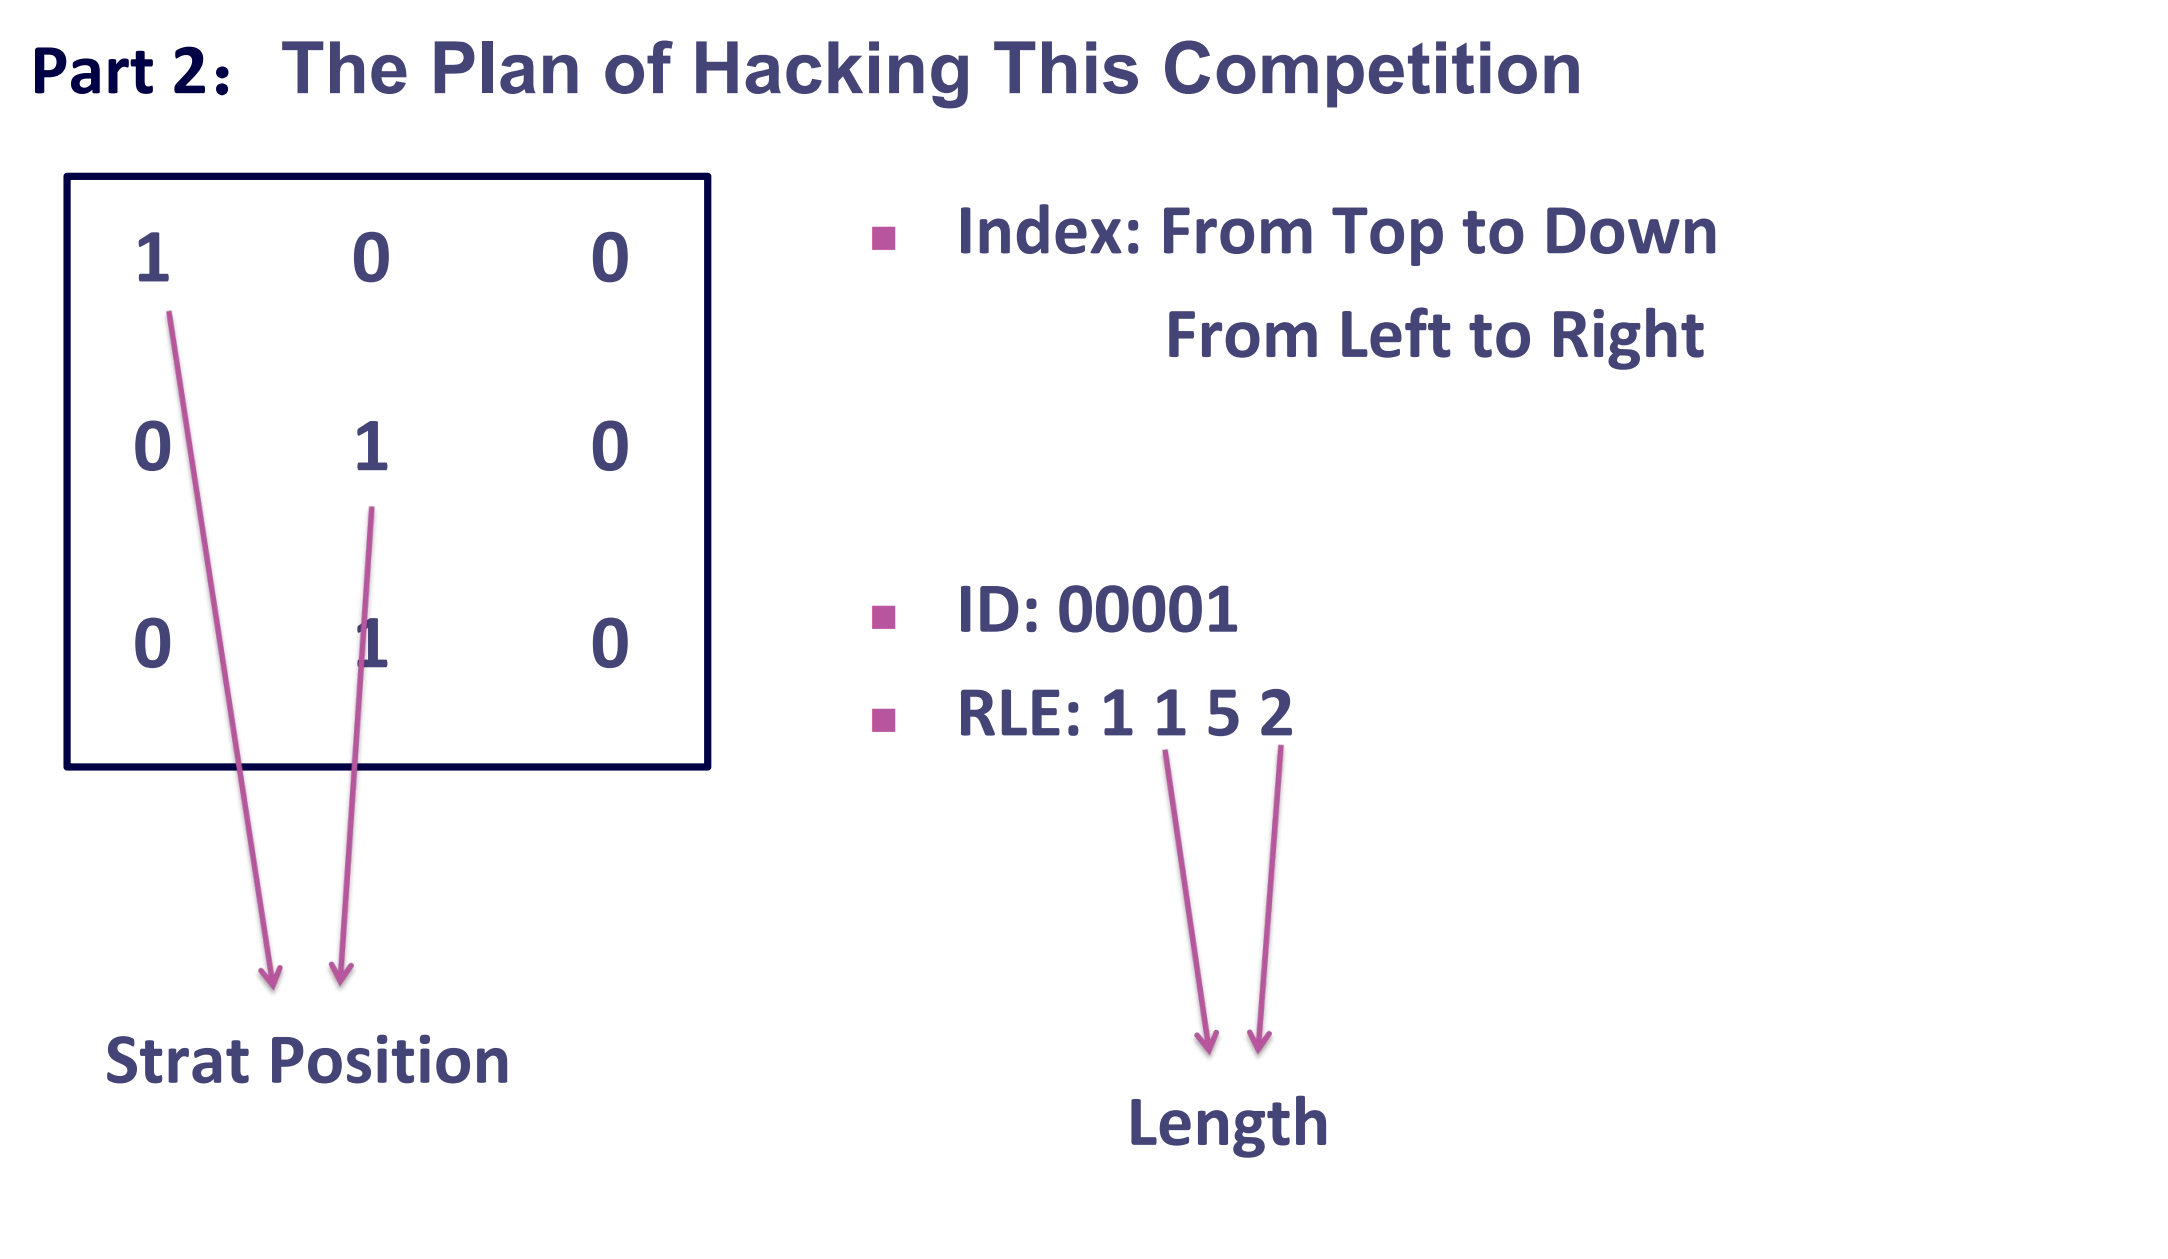 Part 2：The Plan of Hacking This Competition
1 0 0
0 1 0
0 1 0
Strat Position
Index: From Top to Down
From Left to Right
ID: 00001
RLE: 1 1 5 2
Length